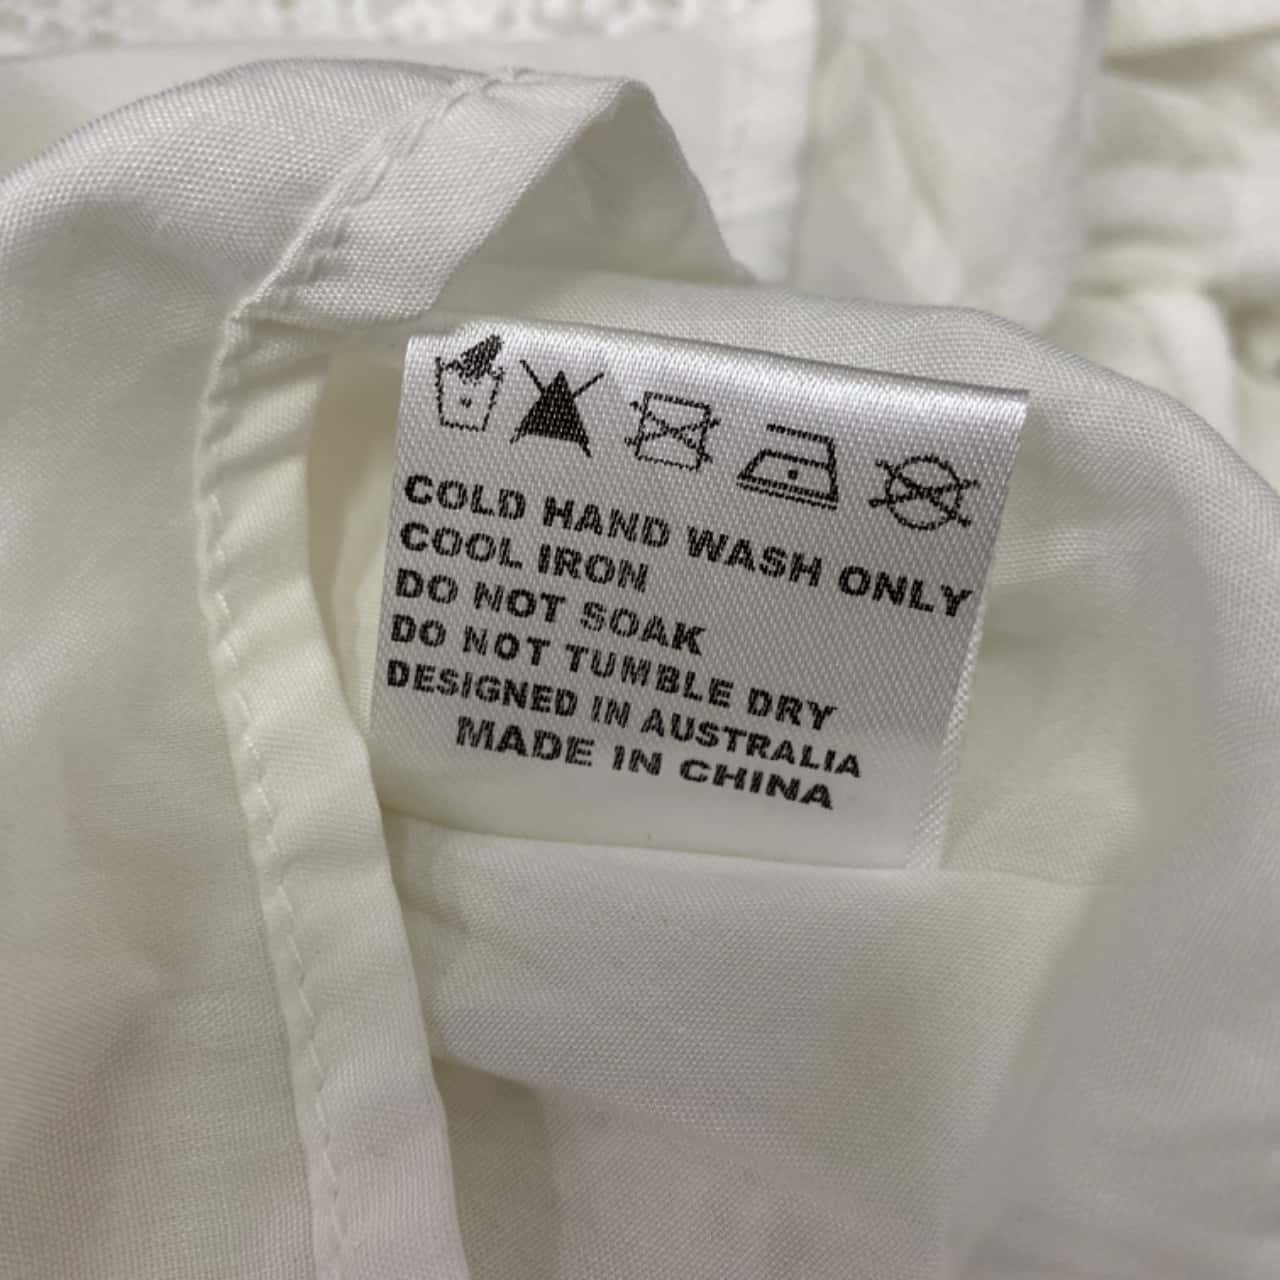 COLD HAND WASH ONLY
COOL IRON
DO NOT SOAK
DO NOT TUMBLE DRY
DESIGNED IN AUSTRALIA
MADE IN CHINA